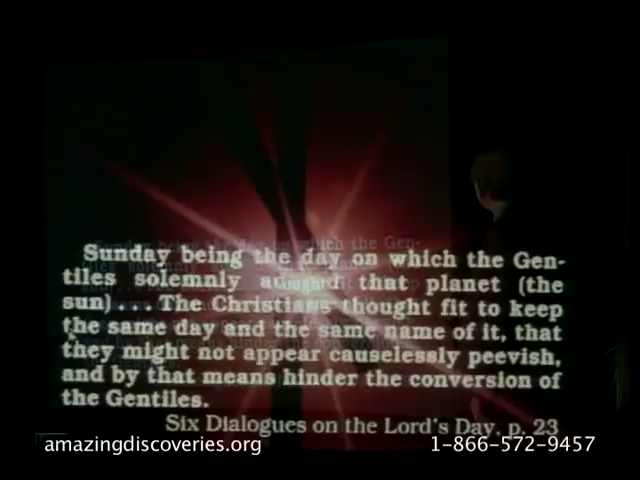 Sunday being the day on which the Gen-
tiles solemnly adored that planet (the
sun) . . . The Christians thought fit to keep
the same day and the same name of it, that
they might not appear causelessly peevish,
and by that means hinder the conversion of
the Gentiles.
Six Dialogues on the Lord's Day, p. 23
amazingdiscoveries.org 1-866-572-9457